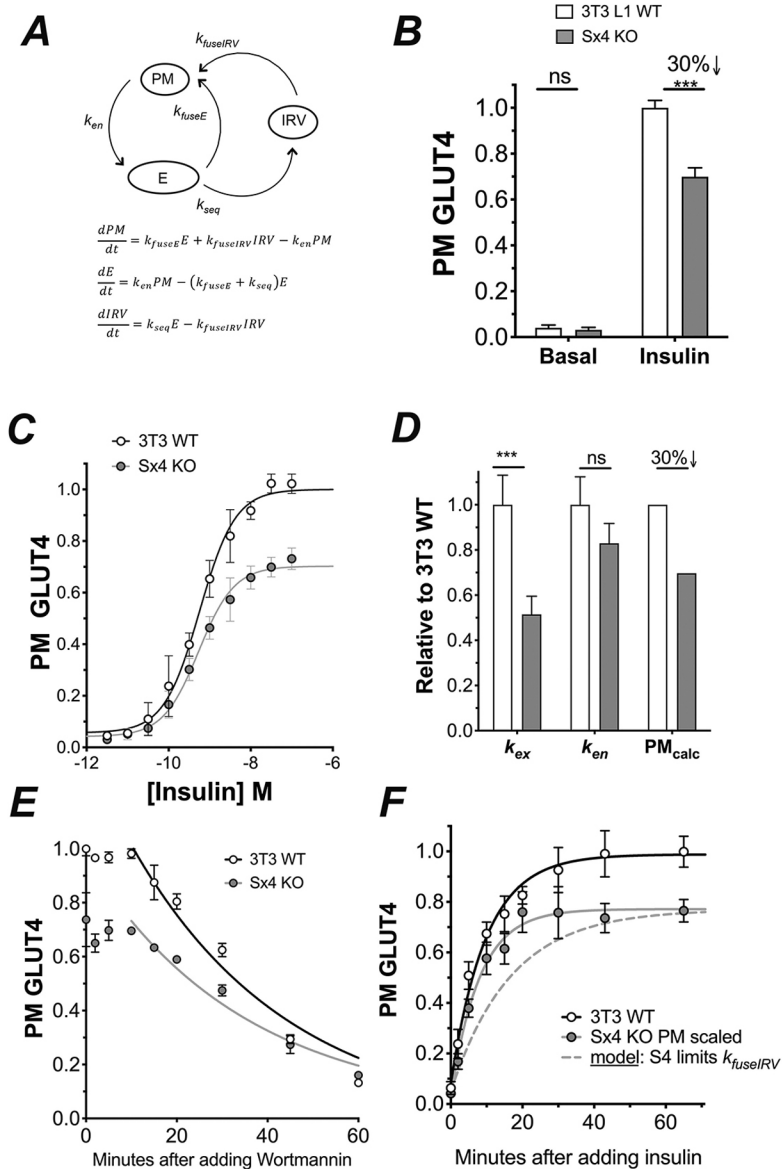 A
k_fuseIRV
PM
k_en
k_fuseE
IRV
E
k_seq
dPM/dt = k_fuseE E + k_fuseIRV IRV − k_en PM
dE/dt = k_en PM − (k_fuseE + k_seq)E
dIRV/dt = k_seq E − k_fuseIRV IRV
B
3T3 L1 WT
Sx4 KO
30%↓
ns
***
PM GLUT4
1.0
0.8
0.6
0.4
0.2
0.0
Basal
Insulin
C
3T3 WT
Sx4 KO
PM GLUT4
1.0
0.8
0.6
0.4
0.2
0.0
-12
-10
-8
-6
[Insulin] M
D
***
ns
30%↓
Relative to 3T3 WT
1.0
0.8
0.6
0.4
0.2
0.0
k_ex
k_en
PM_calc
E
3T3 WT
Sx4 KO
PM GLUT4
1.0
0.8
0.6
0.4
0.2
0.0
0
20
40
60
Minutes after adding Wortmannin
F
PM GLUT4
1.0
0.8
0.6
0.4
0.2
0.0
3T3 WT
Sx4 KO PM scaled
model: S4 limits k_fuseIRV
0
20
40
60
Minutes after adding insulin